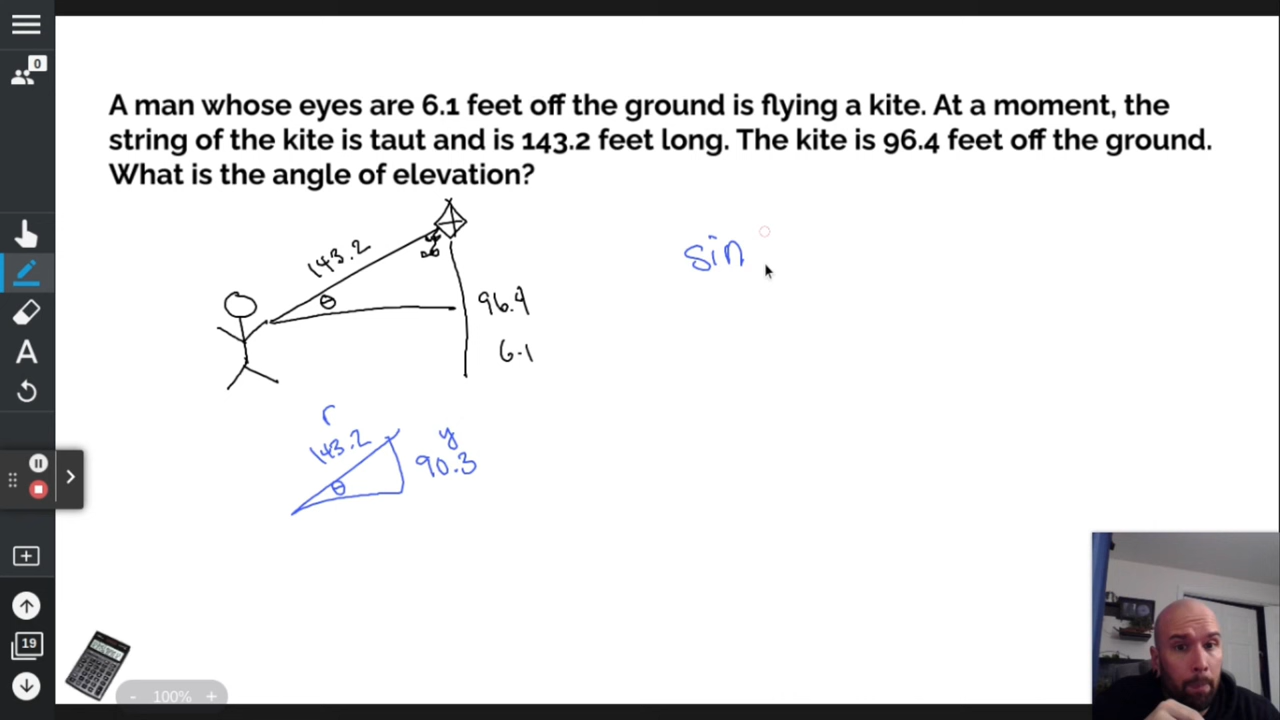 0
A man whose eyes are 6.1 feet off the ground is flying a kite. At a moment, the
string of the kite is taut and is 143.2 feet long. The kite is 96.4 feet off the ground.
What is the angle of elevation?
sin
143.2
θ
96.4
6.1
r
143.2
y
90.3
θ
A
19
- 100% +